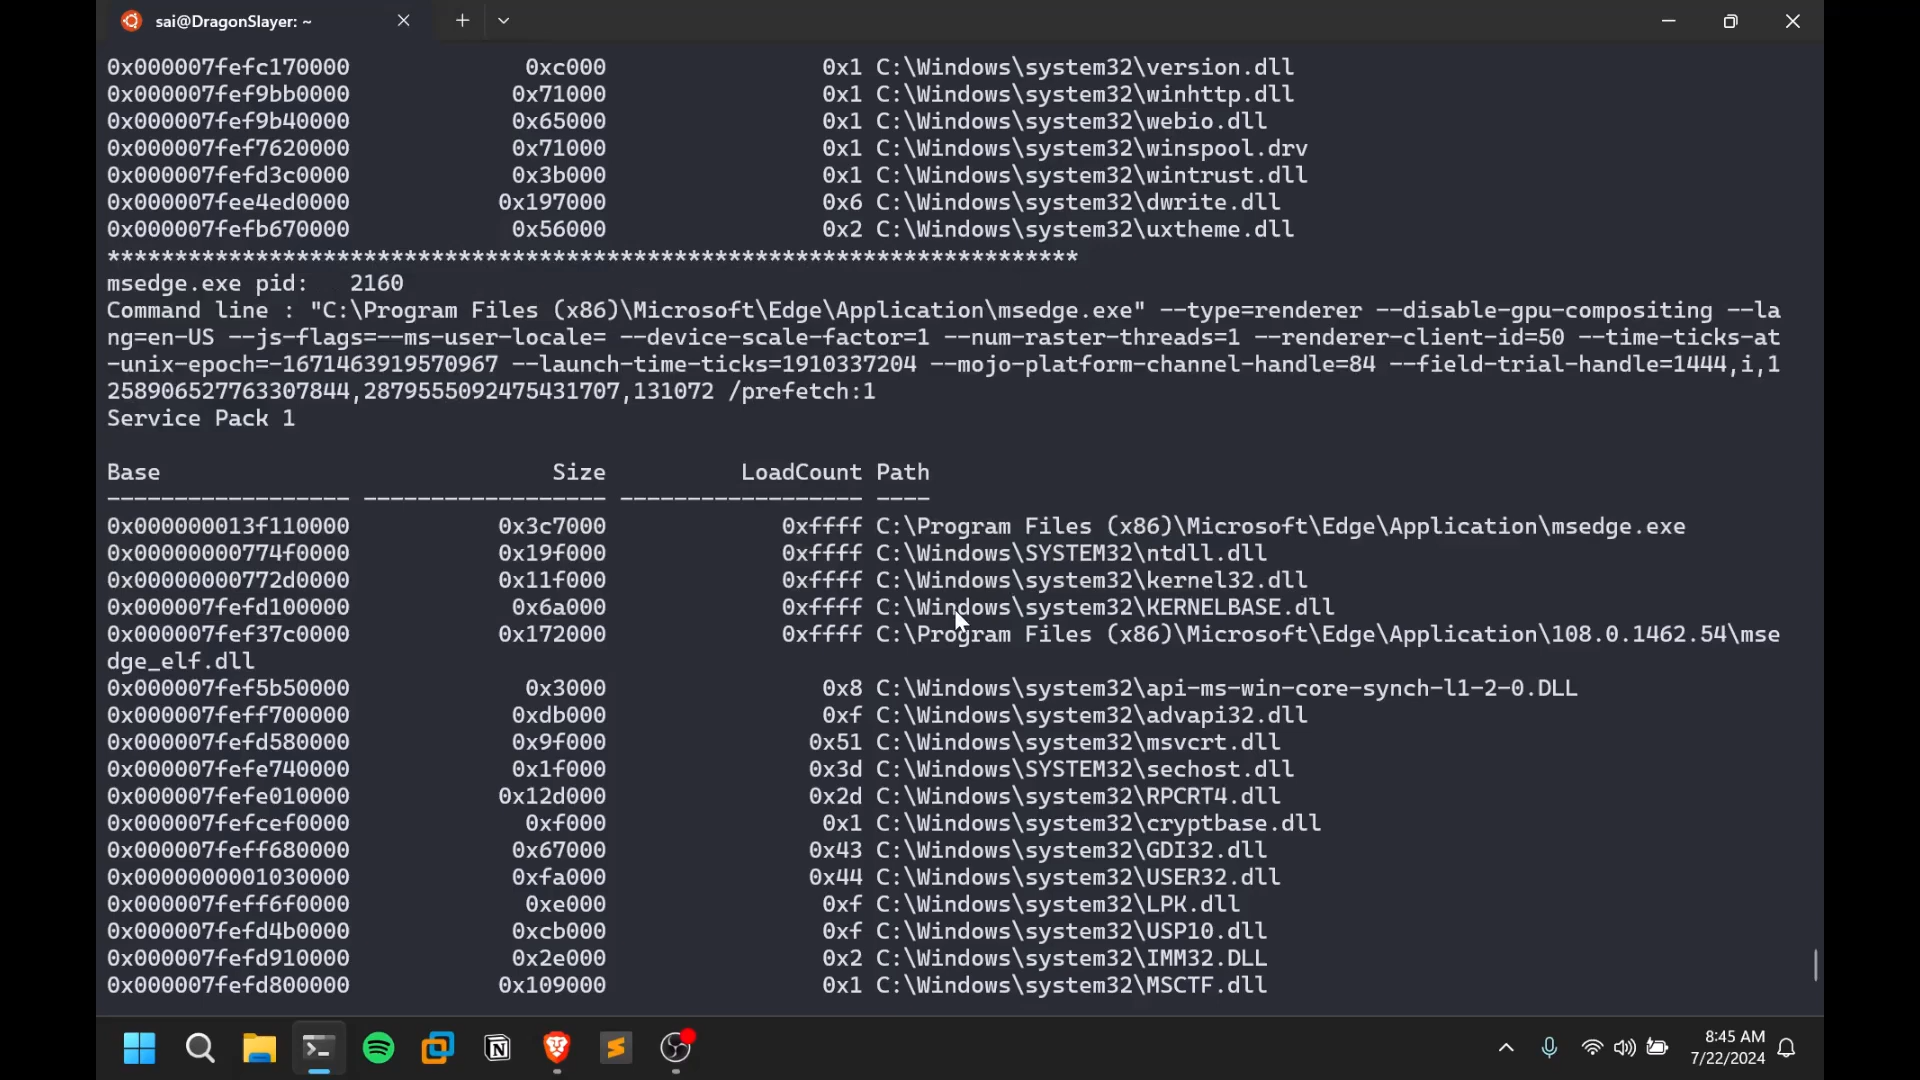 sai@DragonSlayer: ~
0x000007fefc170000 0xc000 0x1 C:\Windows\system32\version.dll
0x000007fef9bb0000 0x71000 0x1 C:\Windows\system32\winhttp.dll
0x000007fef9b40000 0x65000 0x1 C:\Windows\system32\webio.dll
0x000007fef7620000 0x71000 0x1 C:\Windows\system32\winspool.drv
0x000007fefd3c0000 0x3b000 0x1 C:\Windows\system32\wintrust.dll
0x000007fee4ed0000 0x197000 0x6 C:\Windows\system32\dwrite.dll
0x000007fefb670000 0x56000 0x2 C:\Windows\system32\uxtheme.dll
************************************************************************
msedge.exe pid: 2160
Command line : "C:\Program Files (x86)\Microsoft\Edge\Application\msedge.exe" --type=renderer --disable-gpu-compositing --la
ng=en-US --js-flags=--ms-user-locale= --device-scale-factor=1 --num-raster-threads=1 --renderer-client-id=50 --time-ticks-at
-unix-epoch=-1671463919570967 --launch-time-ticks=1910337204 --mojo-platform-channel-handle=84 --field-trial-handle=1444,i,1
2589065277633078​44,2879555092475431707,131072 /prefetch:1
Service Pack 1
Base Size LoadCount Path
------------------ ------------------ ------------------ ----
0x000000013f110000 0x3c7000 0xffff C:\Program Files (x86)\Microsoft\Edge\Application\msedge.exe
0x00000000774f0000 0x19f000 0xffff C:\Windows\SYSTEM32\ntdll.dll
0x00000000772d0000 0x11f000 0xffff C:\Windows\system32\kernel32.dll
0x000007fefd100000 0x6a000 0xffff C:\Windows\system32\KERNELBASE.dll
0x000007fef37c0000 0x172000 0xffff C:\Program Files (x86)\Microsoft\Edge\Application\108.0.1462.54\mse
dge_elf.dll
0x000007fef5b50000 0x3000 0x8 C:\Windows\system32\api-ms-win-core-synch-l1-2-0.DLL
0x000007feff700000 0xdb000 0xf C:\Windows\system32\advapi32.dll
0x000007fefd580000 0x9f000 0x51 C:\Windows\system32\msvcrt.dll
0x000007fefe740000 0x1f000 0x3d C:\Windows\SYSTEM32\sechost.dll
0x000007fefe010000 0x12d000 0x2d C:\Windows\system32\RPCRT4.dll
0x000007fefcef0000 0xf000 0x1 C:\Windows\system32\cryptbase.dll
0x000007feff680000 0x67000 0x43 C:\Windows\system32\GDI32.dll
0x0000000001030000 0xfa000 0x44 C:\Windows\system32\USER32.dll
0x000007feff6f0000 0xe000 0xf C:\Windows\system32\LPK.dll
0x000007fefd4b0000 0xcb000 0xf C:\Windows\system32\USP10.dll
0x000007fefd910000 0x2e000 0x2 C:\Windows\system32\IMM32.DLL
0x000007fefd800000 0x109000 0x1 C:\Windows\system32\MSCTF.dll
8:45 AM
7/22/2024